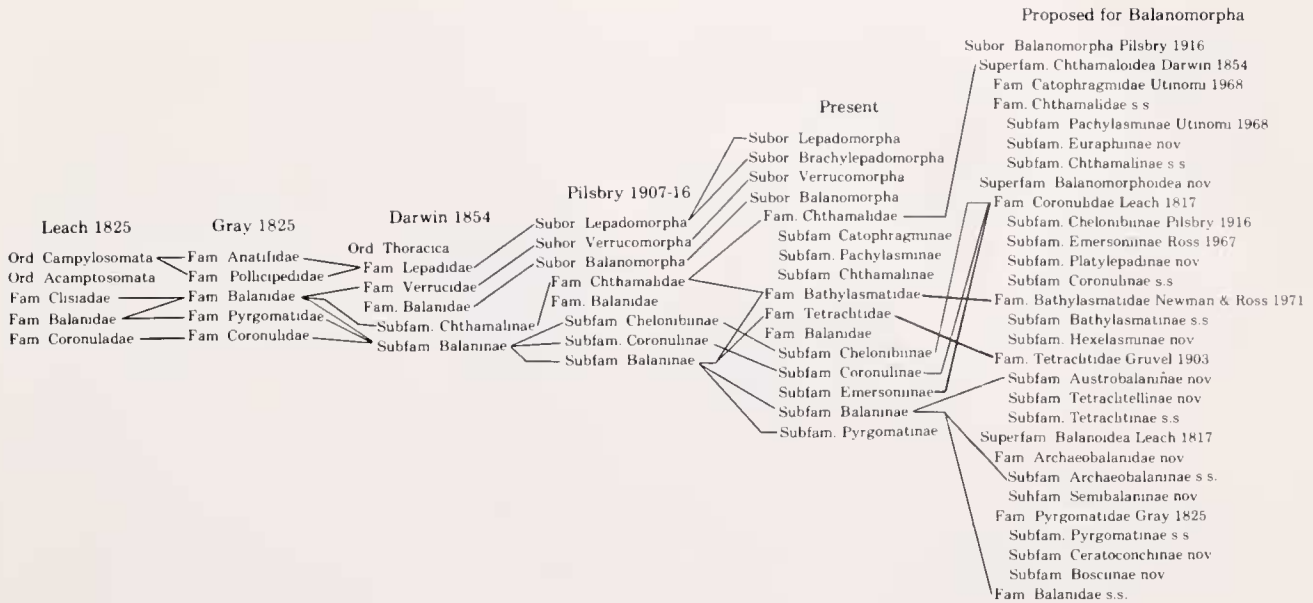 Leach 1825
Ord Campylosomata
Ord Acamptosomata
Fam Clisiadae
Fam Balanidae
Fam Coronuladae
Gray 1825
Fam Anatifidae
Fam Pollicipedidae
Fam Balanidae
Fam Pyrgomatidae
Fam Coronulidae
Darwin 1854
Ord Thoracica
Fam Lepadidae
Fam Verrucidae
Fam. Balanidae
Subfam. Chthamalinae
Subfam Balaninae
Pilsbry 1907-16
Subor Lepadomorpha
Subor Verrucomorpha
Subor Balanomorpha
Fam Chthamalidae
Fam. Balanidae
Subfam Chelonibiinae
Subfam. Coronulinae
Subfam Balaninae
Present
Subor Lepadomorpha
Subor Brachylepadomorpha
Subor Verrucomorpha
Subor Balanomorpha
Fam. Chthamalidae
Subfam Catophragminae
Subfam. Pachylasminae
Subfam Chthamalinae
Fam Bathylasmatidae
Fam Tetraclitidae
Fam Balanidae
Subfam Chelonibiinae
Subfam Coronulinae
Subfam Emersoniinae
Subfam Balaninae
Subfam. Pyrgomatinae
Proposed for Balanomorpha
Subor Balanomorpha Pilsbry 1916
Superfam. Chthamaloidea Darwin 1854
Fam Catophragmidae Utinomi 1968
Fam. Chthamalidae s s
Subfam Pachylasminae Utinomi 1968
Subfam. Euraphiinae nov
Subfam. Chthamalinae s s
Superfam Balanomorphoidea nov
Fam Coronulidae Leach 1817
Subfam Chelonibiinae Pilsbry 1916
Subfam. Emersoniinae Ross 1967
Subfam. Platylepadinae nov
Subfam Coronulinae s.s
Fam. Bathylasmatidae Newman & Ross 1971
Subfam Bathylasmatinae s.s
Subfam. Hexelasminae nov
Fam. Tetraclitidae Gruvel 1903
Subfam Austrobalaninae nov
Subfam Tetraclitellinae nov
Subfam. Tetraclitinae s.s
Superfam Balanoidea Leach 1817
Fam Archaeobalanidae nov
Subfam Archaeobalaninae s s.
Suhfam Semibalaninae nov
Fam Pyrgomatidae Gray 1825
Subfam. Pyrgomatinae s s
Subfam Ceratoconchinae nov
Subfam Bosciinae nov
Fam Balanidae s.s.